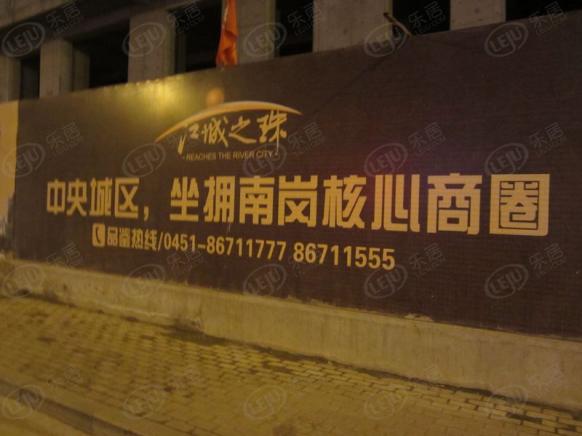 江城之珠
- REACHES THE RIVER CITY -
中央城区，坐拥南岗核心商圈
品鉴热线/0451-86711777 86711555